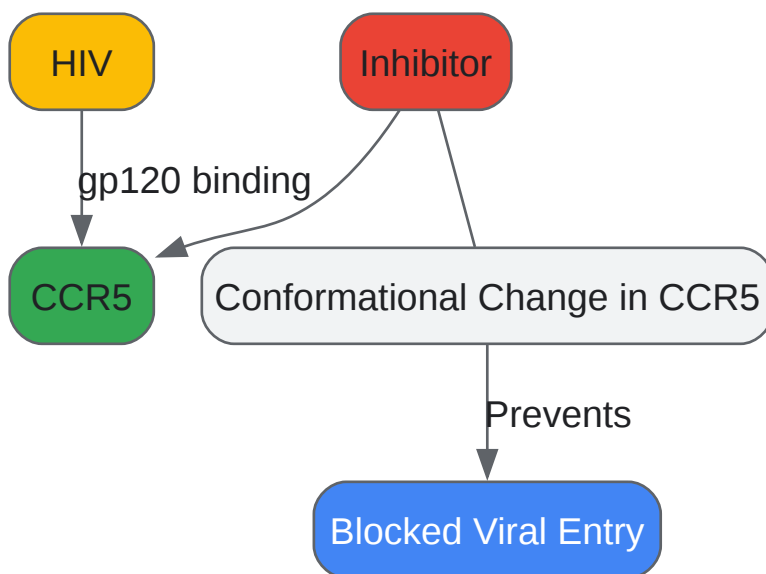 HIV
Inhibitor
gp120 binding
CCR5
Conformational Change in CCR5
Prevents
Blocked Viral Entry